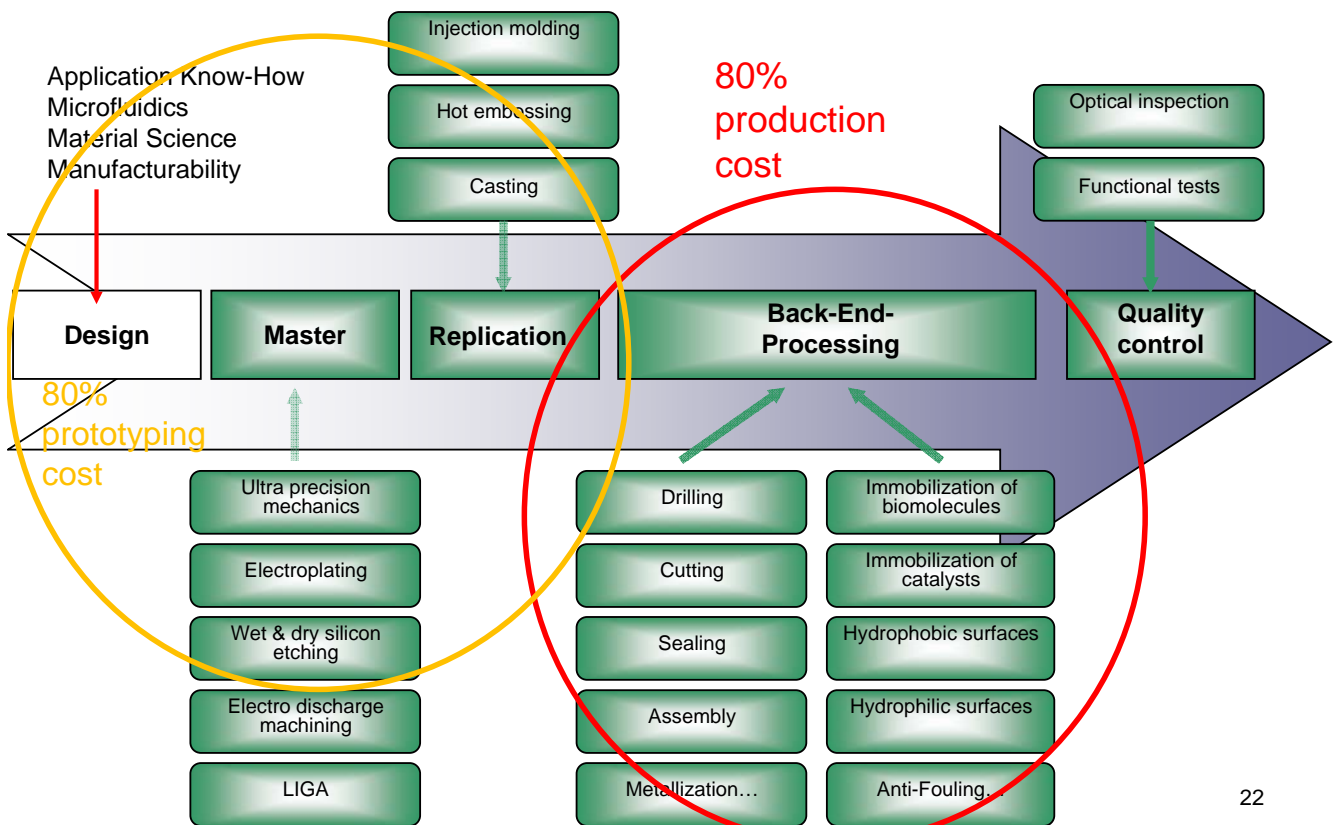 Injection molding
Application Know-How
Microfluidics
Material Science
Manufacturability
Hot embossing
Casting
80%
production
cost
Optical inspection
Functional tests
Design
Master
Replication
Back-End-
Processing
Quality
control
80%
prototyping
cost
Ultra precision
mechanics
Electroplating
Wet & dry silicon
etching
Electro discharge
machining
LIGA
Drilling
Cutting
Sealing
Assembly
Metallization…
Immobilization of
biomolecules
Immobilization of
catalysts
Hydrophobic surfaces
Hydrophilic surfaces
Anti-Fouling…
22